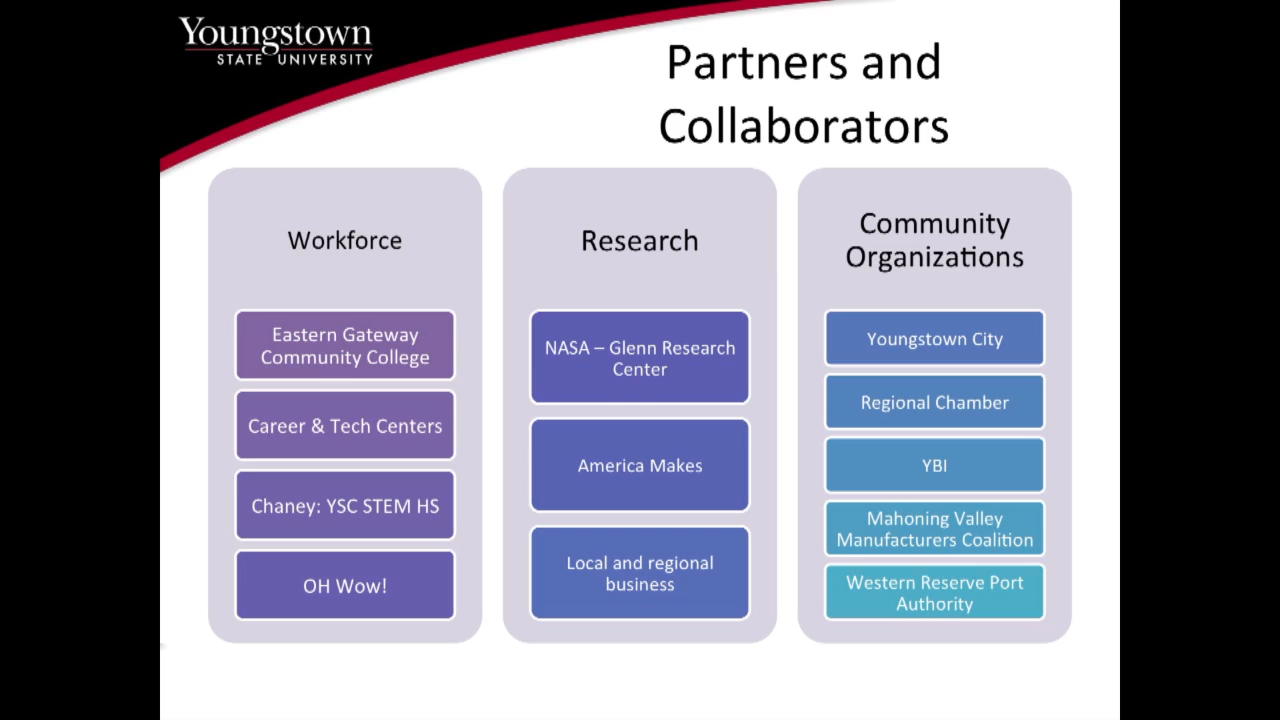 Youngstown
STATE UNIVERSITY
Partners and
Collaborators
Workforce
Eastern Gateway
Community College
Career & Tech Centers
Chaney: YSC STEM HS
OH Wow!
Research
NASA – Glenn Research
Center
America Makes
Local and regional
business
Community
Organizations
Youngstown City
Regional Chamber
YBI
Mahoning Valley
Manufacturers Coalition
Western Reserve Port
Authority